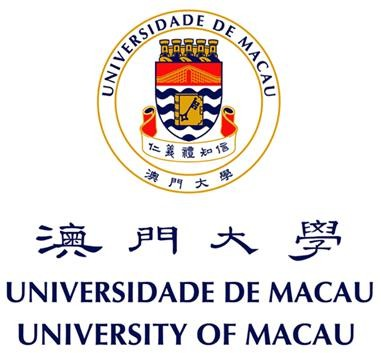 UNIVERSIDADE DE MACAU
仁義禮知信
澳門大學
澳門大學
UNIVERSIDADE DE MACAU
UNIVERSITY OF MACAU